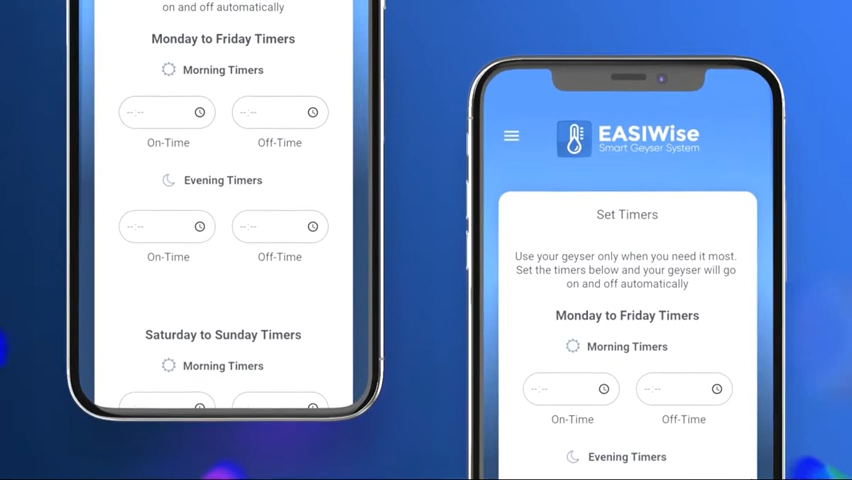 on and off automatically
Monday to Friday Timers
Morning Timers
--:-- --:--
On-Time Off-Time
Evening Timers
--:-- --:--
On-Time Off-Time
Saturday to Sunday Timers
Morning Timers
EASIWise
Smart Geyser System
Set Timers
Use your geyser only when you need it most.
Set the timers below and your geyser will go
on and off automatically
Monday to Friday Timers
Morning Timers
--:-- --:--
On-Time Off-Time
Evening Timers